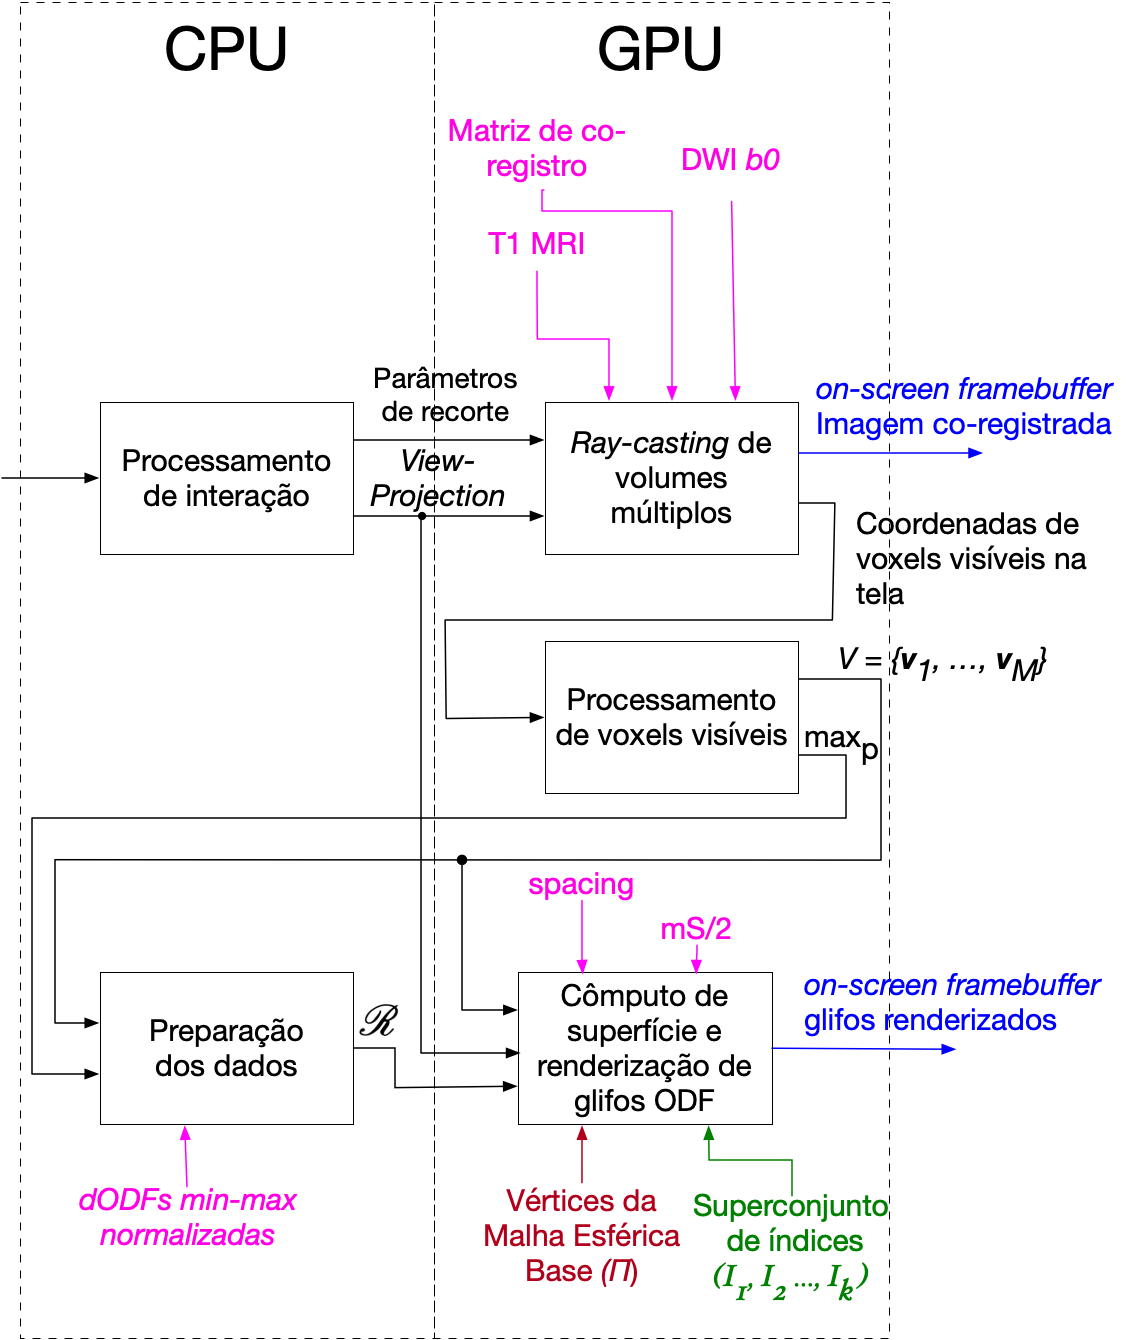 CPU
GPU
Matriz de co-
registro
DWI b0
T1 MRI
Parâmetros
de recorte
on-screen framebuffer
Imagem co-registrada
Processamento
de interação
View-
Projection
Ray-casting de
volumes
múltiplos
Coordenadas de
voxels visíveis na
tela
V = {v1, ..., vM}
Processamento
de voxels visíveis
maxp
spacing
mS/2
Preparação
dos dados
ℛ
Cômputo de
superfície e
renderização de
glifos ODF
on-screen framebuffer
glifos renderizados
dODFs min-max
normalizadas
Vértices da
Malha Esférica
Base (Π)
Superconjunto
de índices
(I1, I2 ..., Ik)